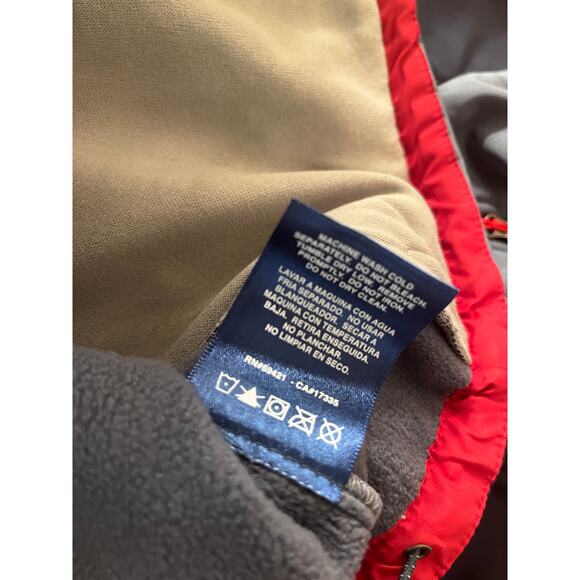 MACHINE WASH COLD
SEPARATELY. DO NOT BLEACH.
TUMBLE DRY LOW. REMOVE
PROMPTLY. DO NOT IRON.
DO NOT DRY CLEAN.
LAVAR A MAQUINA CON AGUA
FRIA SEPARADO. NO USAR
BLANQUEADOR. SECAR A
MAQUINA CON TEMPERATURA
BAJA. RETIRA ENSEGUIDA.
NO PLANCHAR.
NO LIMPIAR EN SECO.
RN#69421 - CA#17335